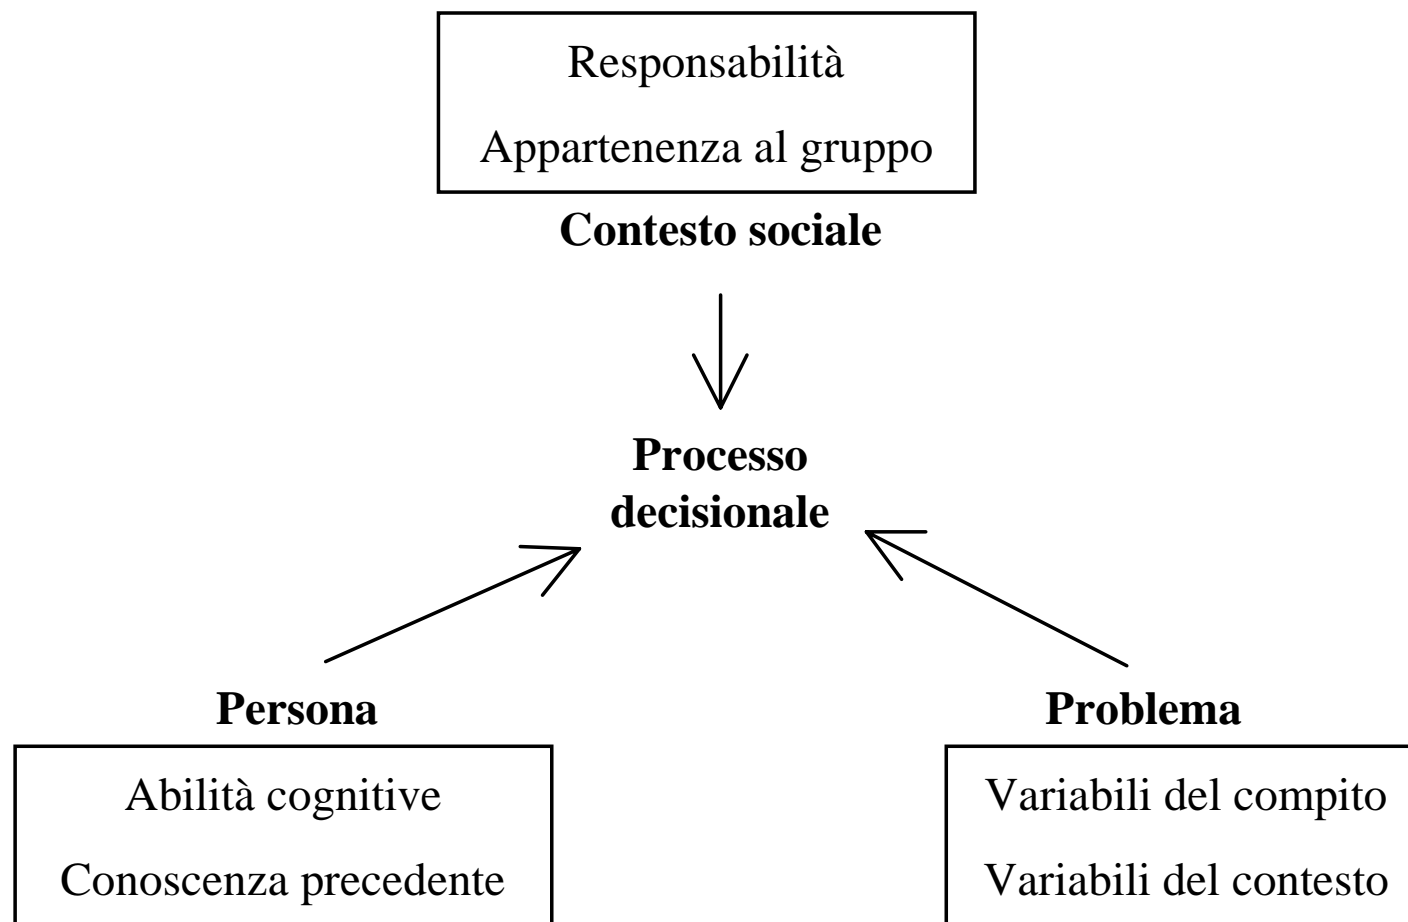 Responsabilità
Appartenenza al gruppo
Contesto sociale
Processo
decisionale
Persona
Abilità cognitive
Conoscenza precedente
Problema
Variabili del compito
Variabili del contesto